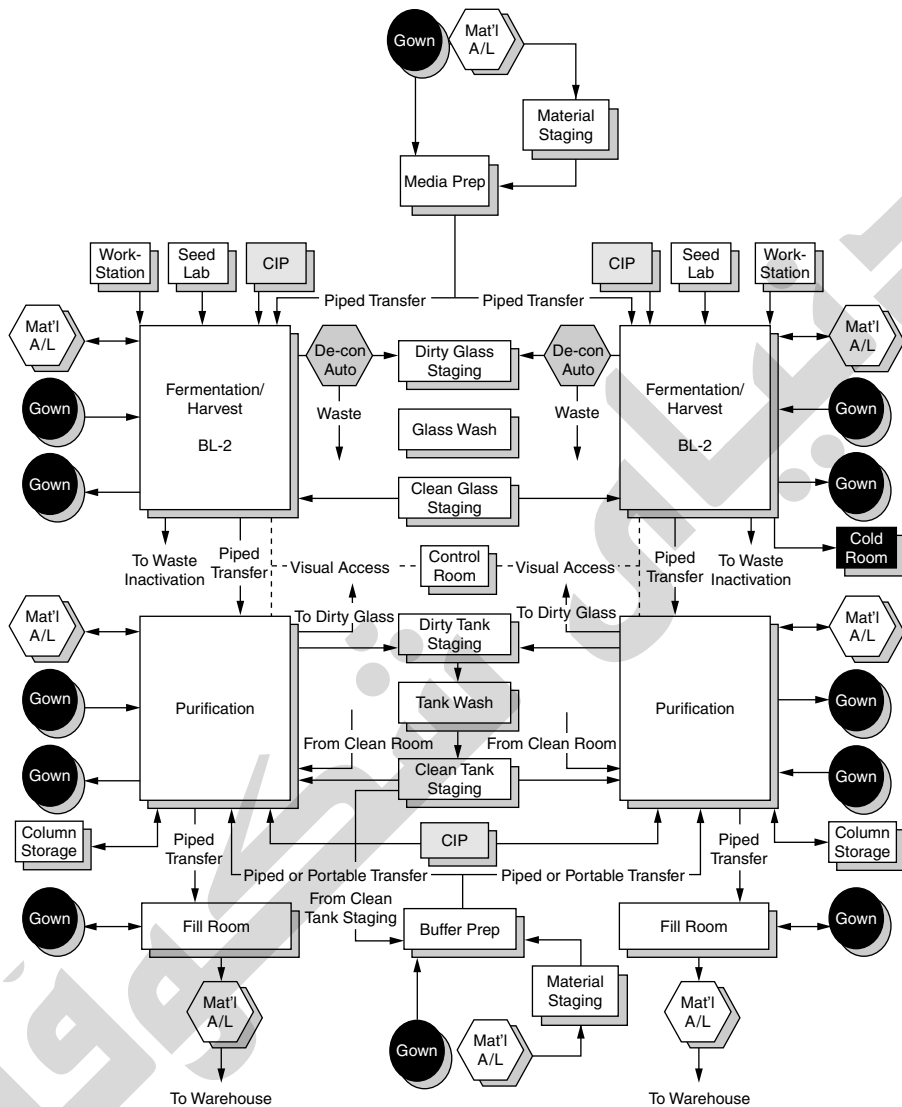 Gown
Mat'l
A/L
Material
Staging
Media Prep
Work-
Station
Seed
Lab
CIP
Piped Transfer
Piped Transfer
CIP
Seed
Lab
Work-
Station
Mat'l
A/L
Gown
Gown
Fermentation/
Harvest
BL-2
De-con
Auto
Waste
Dirty Glass
Staging
Glass Wash
Clean Glass
Staging
De-con
Auto
Waste
Fermentation/
Harvest
BL-2
Mat'l
A/L
Gown
Gown
Cold
Room
To Waste
Inactivation
Piped
Transfer
Visual Access
Control
Room
Visual Access
Piped
Transfer
To Waste
Inactivation
To Dirty Glass
To Dirty Glass
Mat'l
A/L
Gown
Gown
Purification
Dirty Tank
Staging
Tank Wash
From Clean Room
From Clean Room
Clean Tank
Staging
Purification
Mat'l
A/L
Gown
Gown
Column
Storage
Piped
Transfer
CIP
Piped
Transfer
Column
Storage
Piped or Portable Transfer
Piped or Portable Transfer
From Clean
Tank Staging
Gown
Fill Room
Buffer Prep
Fill Room
Gown
Mat'l
A/L
Gown
Mat'l
A/L
Material
Staging
Mat'l
A/L
To Warehouse
To Warehouse